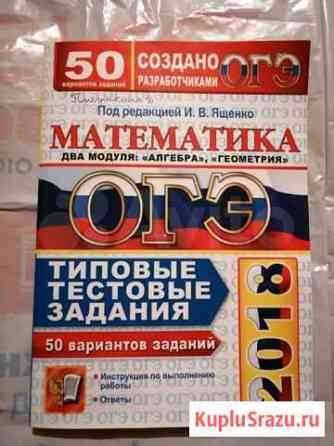 50
вариантов заданий
СОЗДАНО
РАЗРАБОТЧИКАМИ
ОГЭ
Под редакцией И. В. Ященко
МАТЕМАТИКА
ДВА МОДУЛЯ: «АЛГЕБРА», «ГЕОМЕТРИЯ»
ОГЭ
ТИПОВЫЕ
ТЕСТОВЫЕ
ЗАДАНИЯ
50 вариантов заданий
• Инструкция по выполнению
работы
• Ответы
2018
KupluSrazu.ru